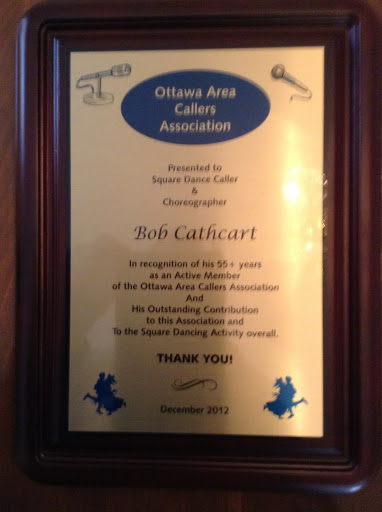 Ottawa Area
Callers
Association
Presented to
Square Dance Caller
&
Choreographer
Bob Cathcart
In recognition of his 55+ years
as an Active Member
of the Ottawa Area Callers Association
And
His Outstanding Contribution
to this Association and
To the Square Dancing Activity overall.
THANK YOU!
December 2012